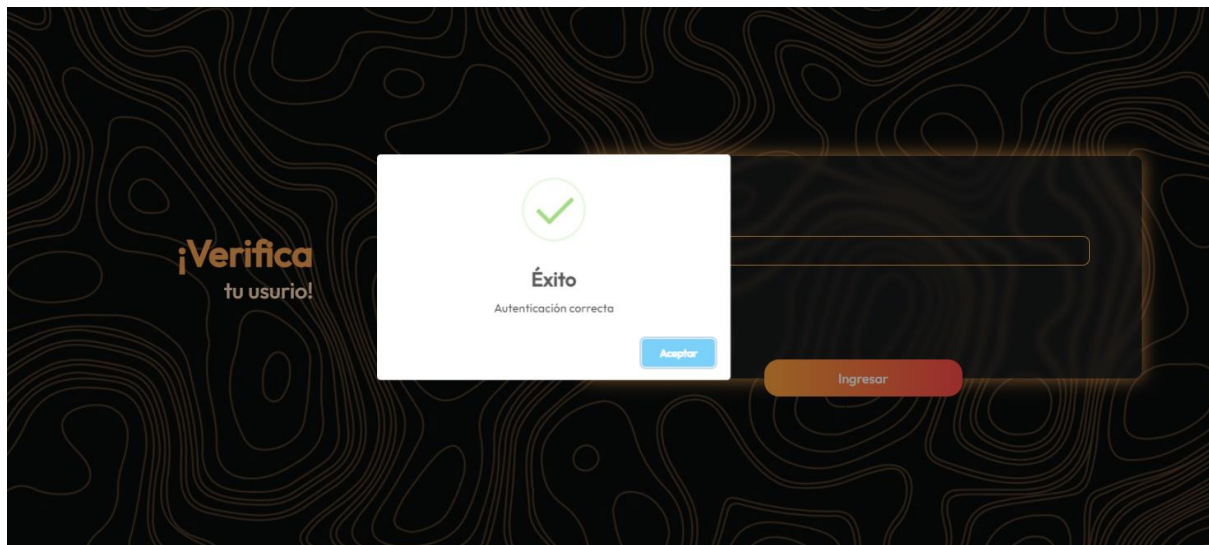 ¡Verifica
tu usurio!
Éxito
Autenticación correcta
Aceptar
Ingresar